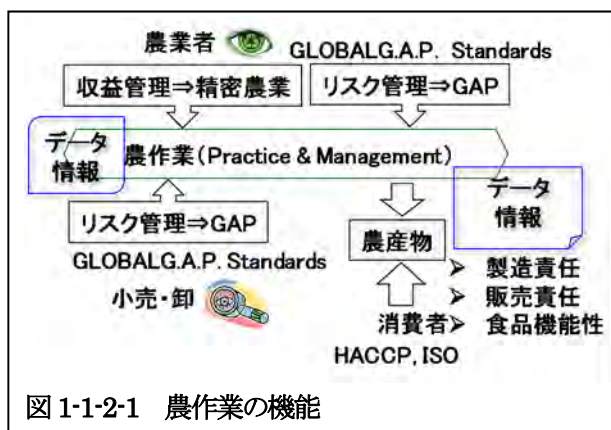 農業者
GLOBALG.A.P. Standards
収益管理⇒精密農業
リスク管理⇒GAP
データ
情報
農作業(Practice & Management)
データ
情報
リスク管理⇒GAP
GLOBALG.A.P. Standards
小売・卸
農産物
➢ 製造責任
➢ 販売責任
消費者➢ 食品機能性
HACCP, ISO
図 1-1-2-1 農作業の機能